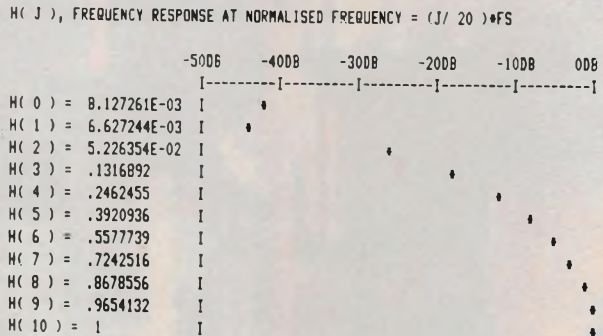 H( J ), FREQUENCY RESPONSE AT NORMALISED FREQUENCY = (J/ 20 )*FS
-50DB -40DB -30DB -20DB -10DB 0DB
I---------I---------I---------I---------I---------I
H( 0 ) = 8.127261E-03 I *
H( 1 ) = 6.627244E-03 I *
H( 2 ) = 5.226354E-02 I *
H( 3 ) = .1316892 I *
H( 4 ) = .2462455 I *
H( 5 ) = .3920936 I *
H( 6 ) = .5577739 I *
H( 7 ) = .7242516 I *
H( 8 ) = .8678556 I *
H( 9 ) = .9654132 I *
H( 10 ) = 1 I *